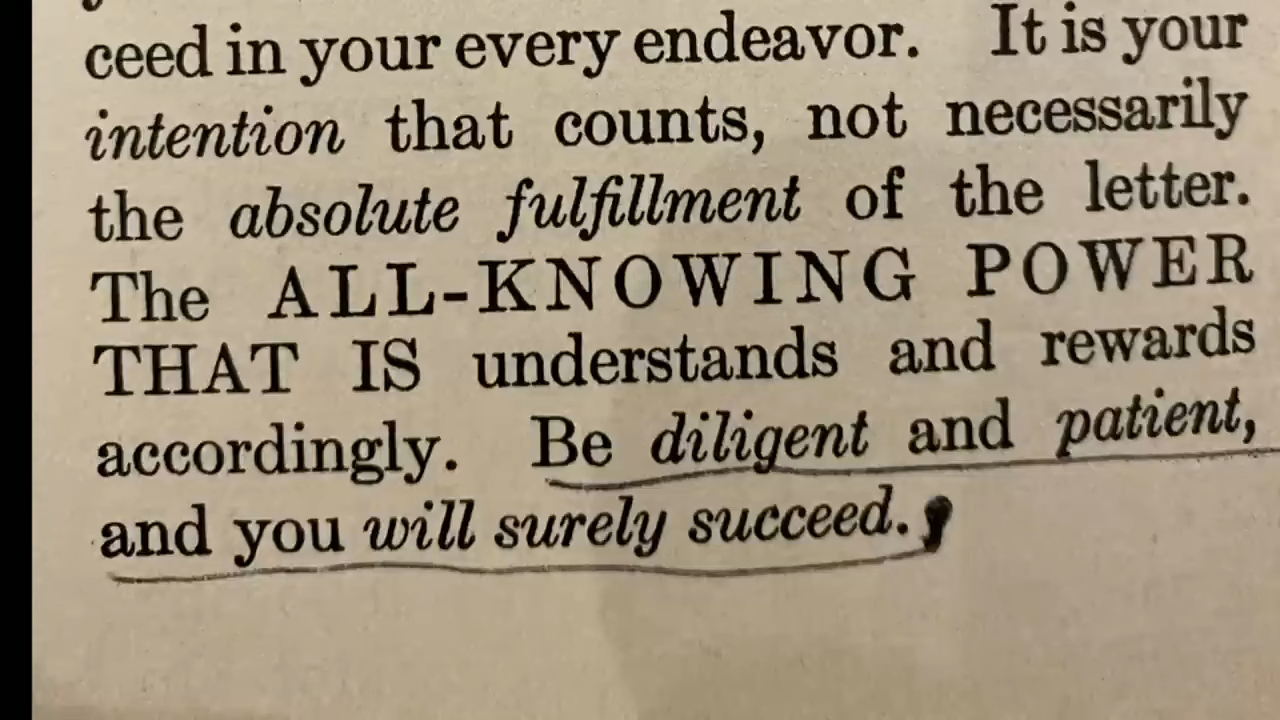 ceed in your every endeavor. It is your
intention that counts, not necessarily
the absolute fulfillment of the letter.
The ALL-KNOWING POWER
THAT IS understands and rewards
accordingly. Be diligent and patient,
and you will surely succeed.